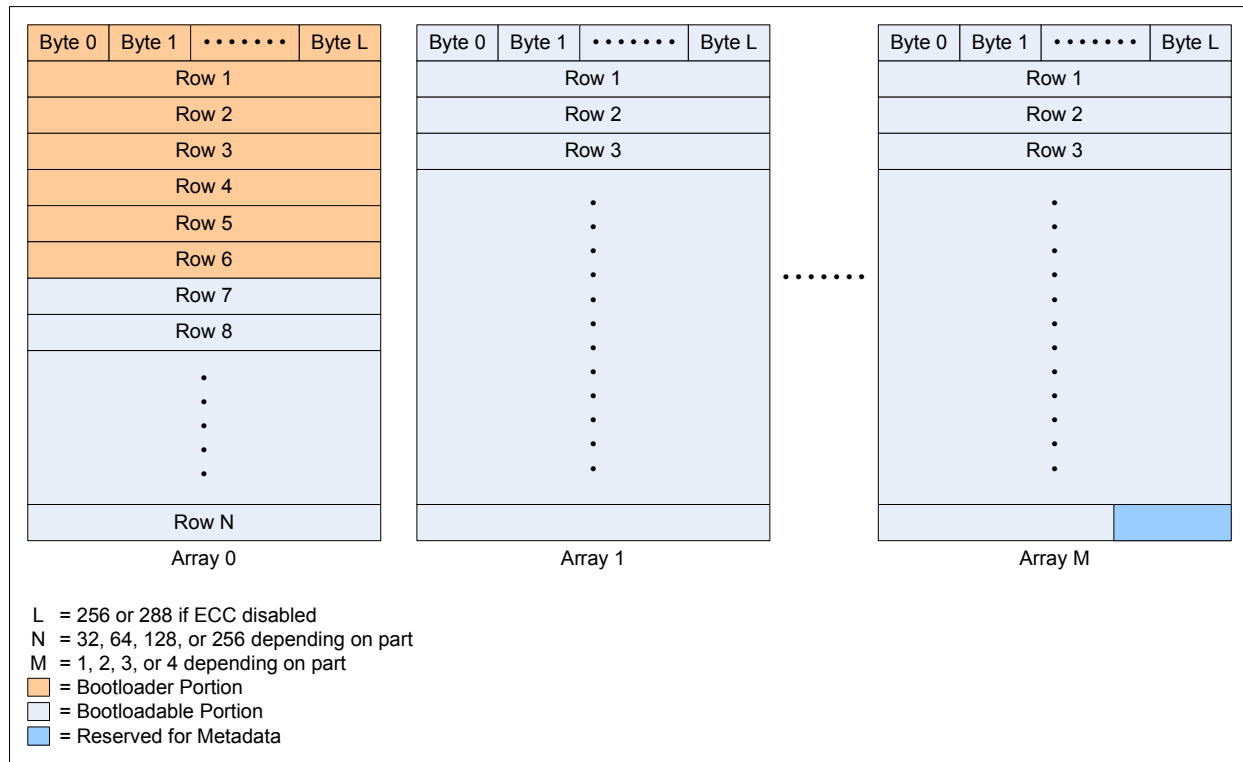 Byte 0 Byte 1 ······· Byte L
Row 1
Row 2
Row 3
Row 4
Row 5
Row 6
Row 7
Row 8
Row N
Array 0
Byte 0 Byte 1 ······· Byte L
Row 1
Row 2
Row 3
Array 1
·······
Byte 0 Byte 1 ······· Byte L
Row 1
Row 2
Row 3
Array M
L = 256 or 288 if ECC disabled
N = 32, 64, 128, or 256 depending on part
M = 1, 2, 3, or 4 depending on part
= Bootloader Portion
= Bootloadable Portion
= Reserved for Metadata